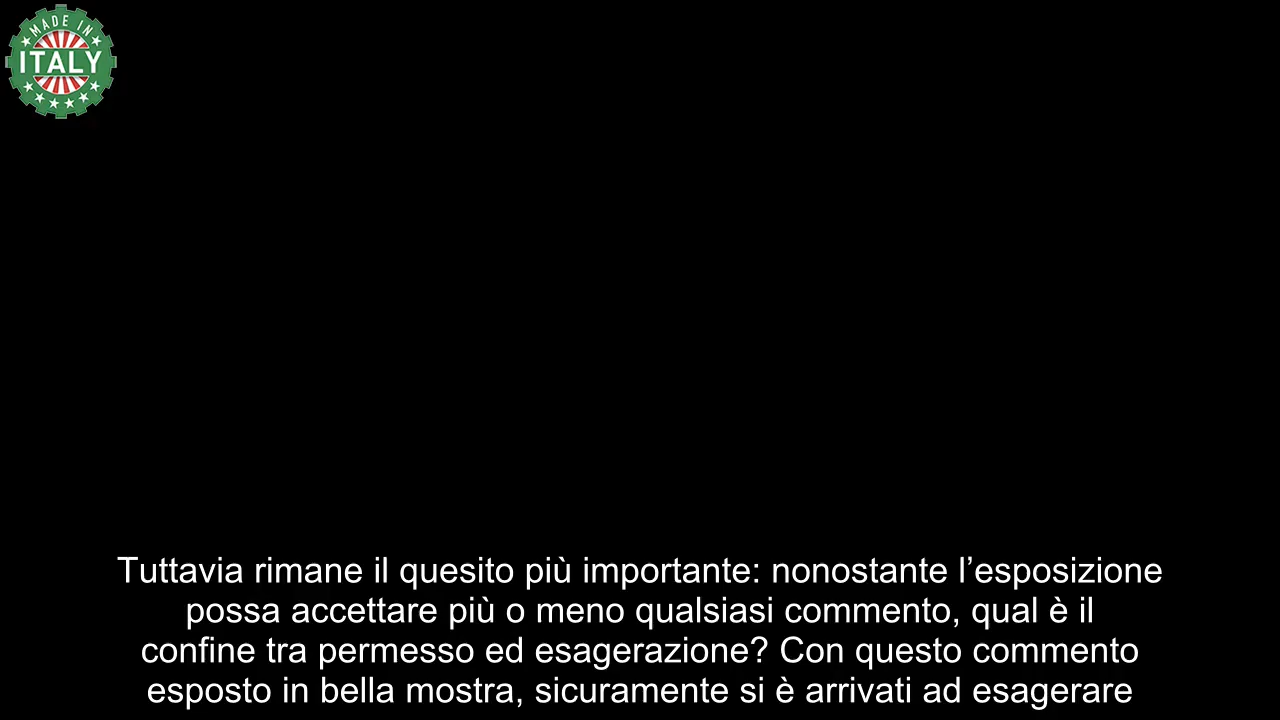 MADE IN
ITALY
Tuttavia rimane il quesito più importante: nonostante l’esposizione
possa accettare più o meno qualsiasi commento, qual è il
confine tra permesso ed esagerazione? Con questo commento
esposto in bella mostra, sicuramente si è arrivati ad esagerare